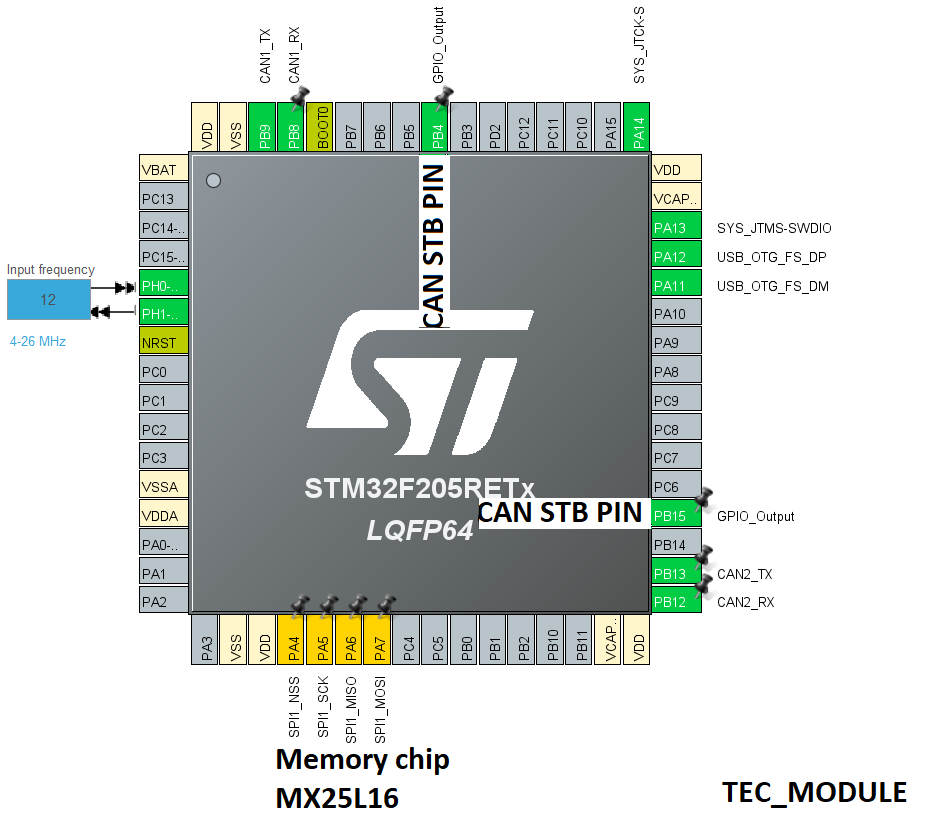 CAN1_TX
CAN1_RX
GPIO_Output
SYS_JTCK-S
VDD
VSS
PB9
PB8
BOOT0
PB7
PB6
PB5
PB4
PB3
PD2
PC12
PC11
PC10
PA15
PA14
VBAT
PC13
PC14-..
PC15-..
PH0-..
PH1-..
NRST
PC0
PC1
PC2
PC3
VSSA
VDDA
PA0-..
PA1
PA2
Input frequency
12
4-26 MHz
CAN STB PIN
ST
STM32F205RETx
LQFP64
CAN STB PIN
VDD
VCAP..
PA13 SYS_JTMS-SWDIO
PA12 USB_OTG_FS_DP
PA11 USB_OTG_FS_DM
PA10
PA9
PA8
PC9
PC8
PC7
PC6
PB15 GPIO_Output
PB14
PB13 CAN2_TX
PB12 CAN2_RX
PA3
VSS
VDD
PA4
PA5
PA6
PA7
PC4
PC5
PB0
PB1
PB2
PB10
PB11
VCAP..
VDD
SPI1_NSS
SPI1_SCK
SPI1_MISO
SPI1_MOSI
Memory chip
MX25L16
TEC_MODULE